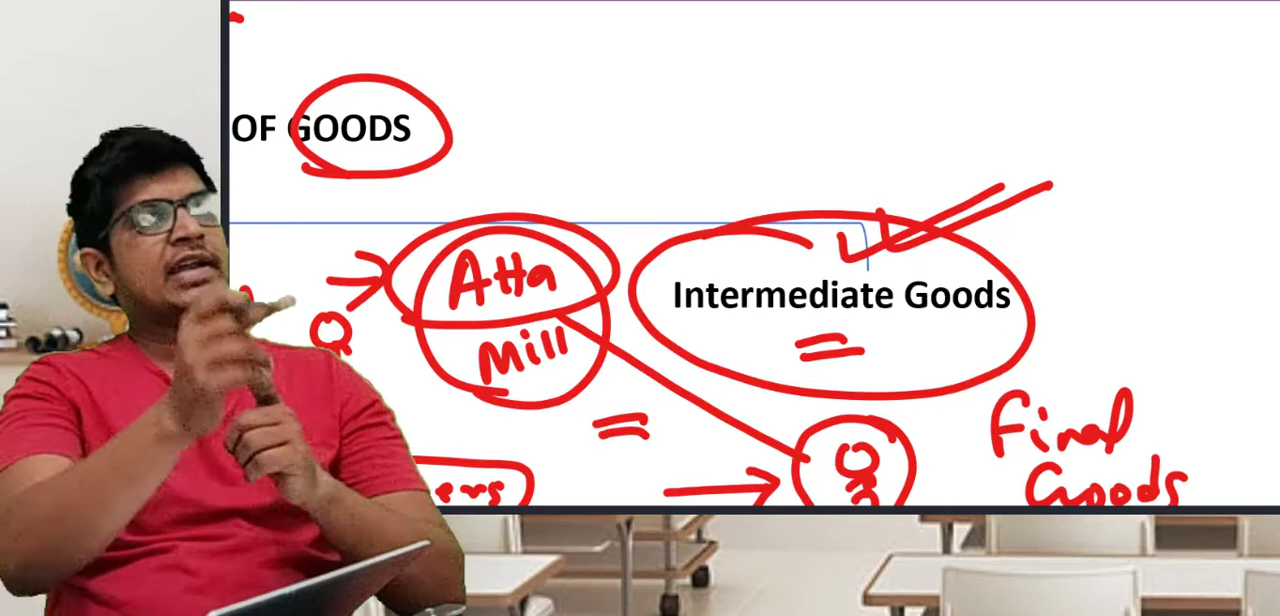 OF GOODS
Atta
Mill
Intermediate Goods
Final
Goods